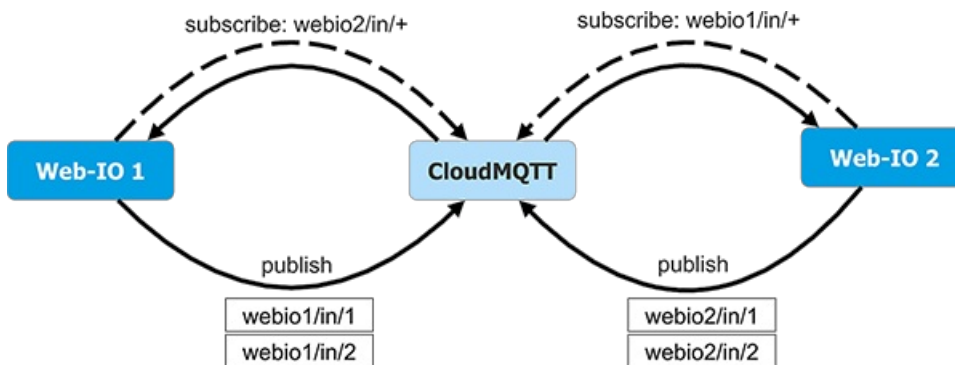 subscribe: webio2/in/+
subscribe: webio1/in/+
Web-IO 1
CloudMQTT
Web-IO 2
publish
publish
webio1/in/1
webio2/in/1
webio1/in/2
webio2/in/2